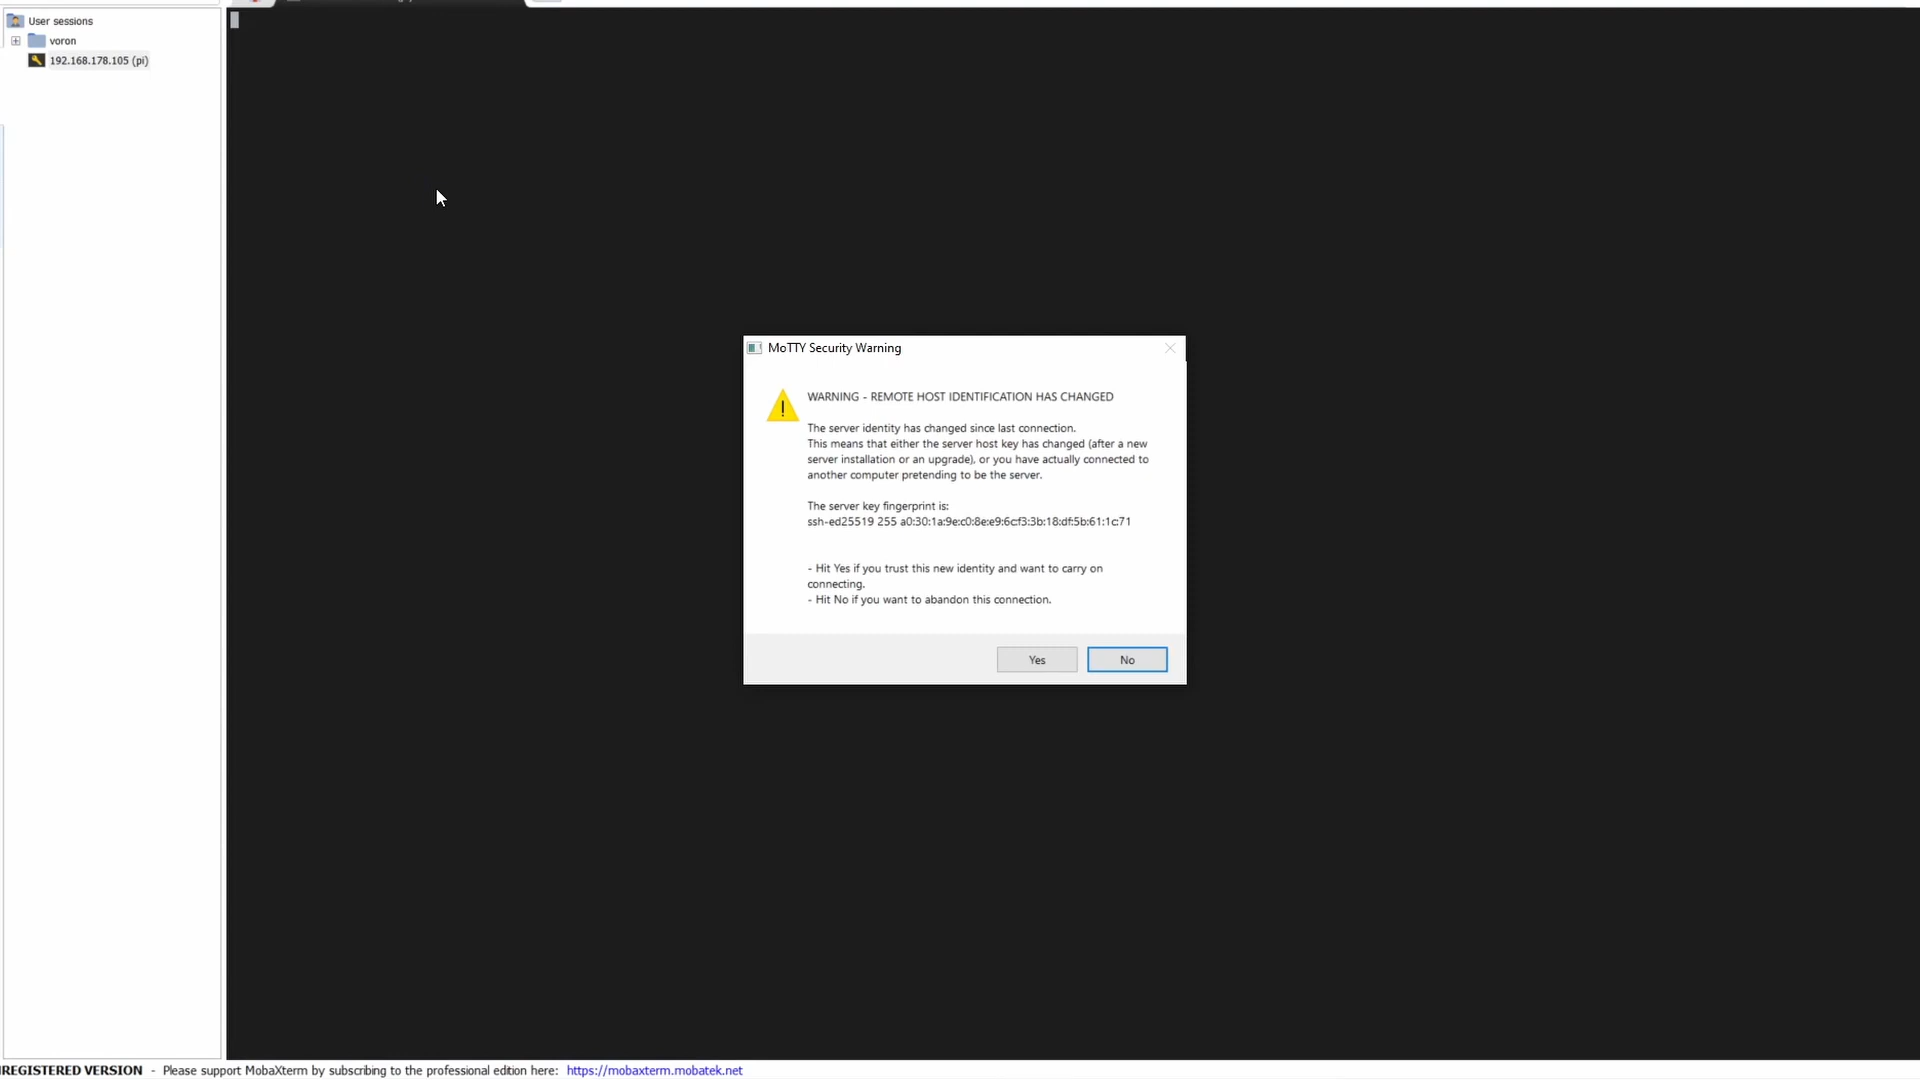 User sessions
voron
192.168.178.105 (pi)
MoTTY Security Warning
WARNING - REMOTE HOST IDENTIFICATION HAS CHANGED
The server identity has changed since last connection.
This means that either the server host key has changed (after a new
server installation or an upgrade), or you have actually connected to
another computer pretending to be the server.
The server key fingerprint is:
ssh-ed25519 255 a0:30:1a:9e:c0:8e:e9:6c:f3:3b:18:df:5b:61:1c:71
- Hit Yes if you trust this new identity and want to carry on
connecting.
- Hit No if you want to abandon this connection.
Yes
No
REGISTERED VERSION - Please support MobaXterm by subscribing to the professional edition here: https://mobaxterm.mobatek.net